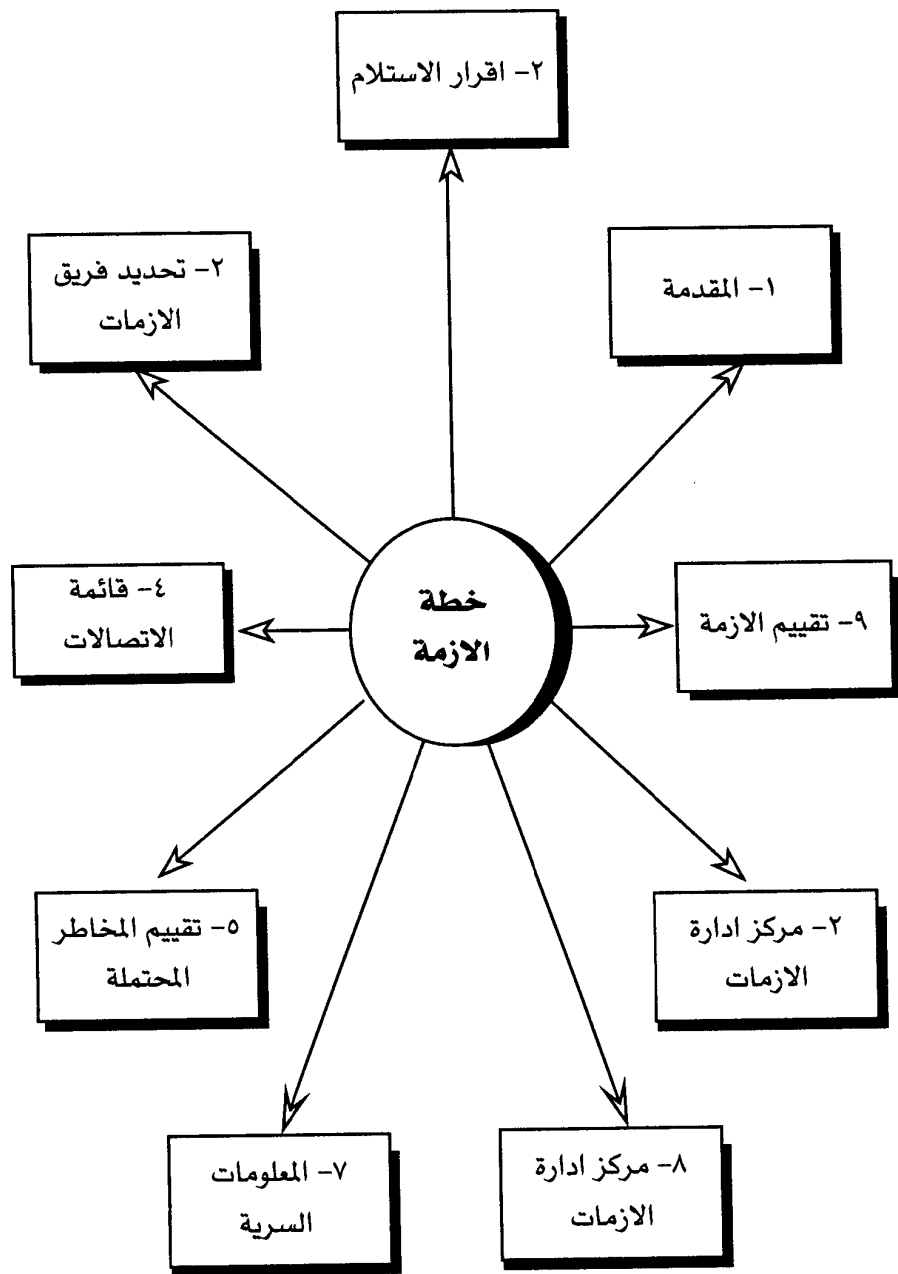 ٢- اقرار الاستلام
١- المقدمة
٢- تحديد فريق
الازمات
خطة
الازمة
٩- تقييم الازمة
٤- قائمة
الاتصالات
٢- مركز ادارة
الازمات
٥- تقييم المخاطر
المحتملة
٨- مركز ادارة
الازمات
٧- المعلومات
السرية